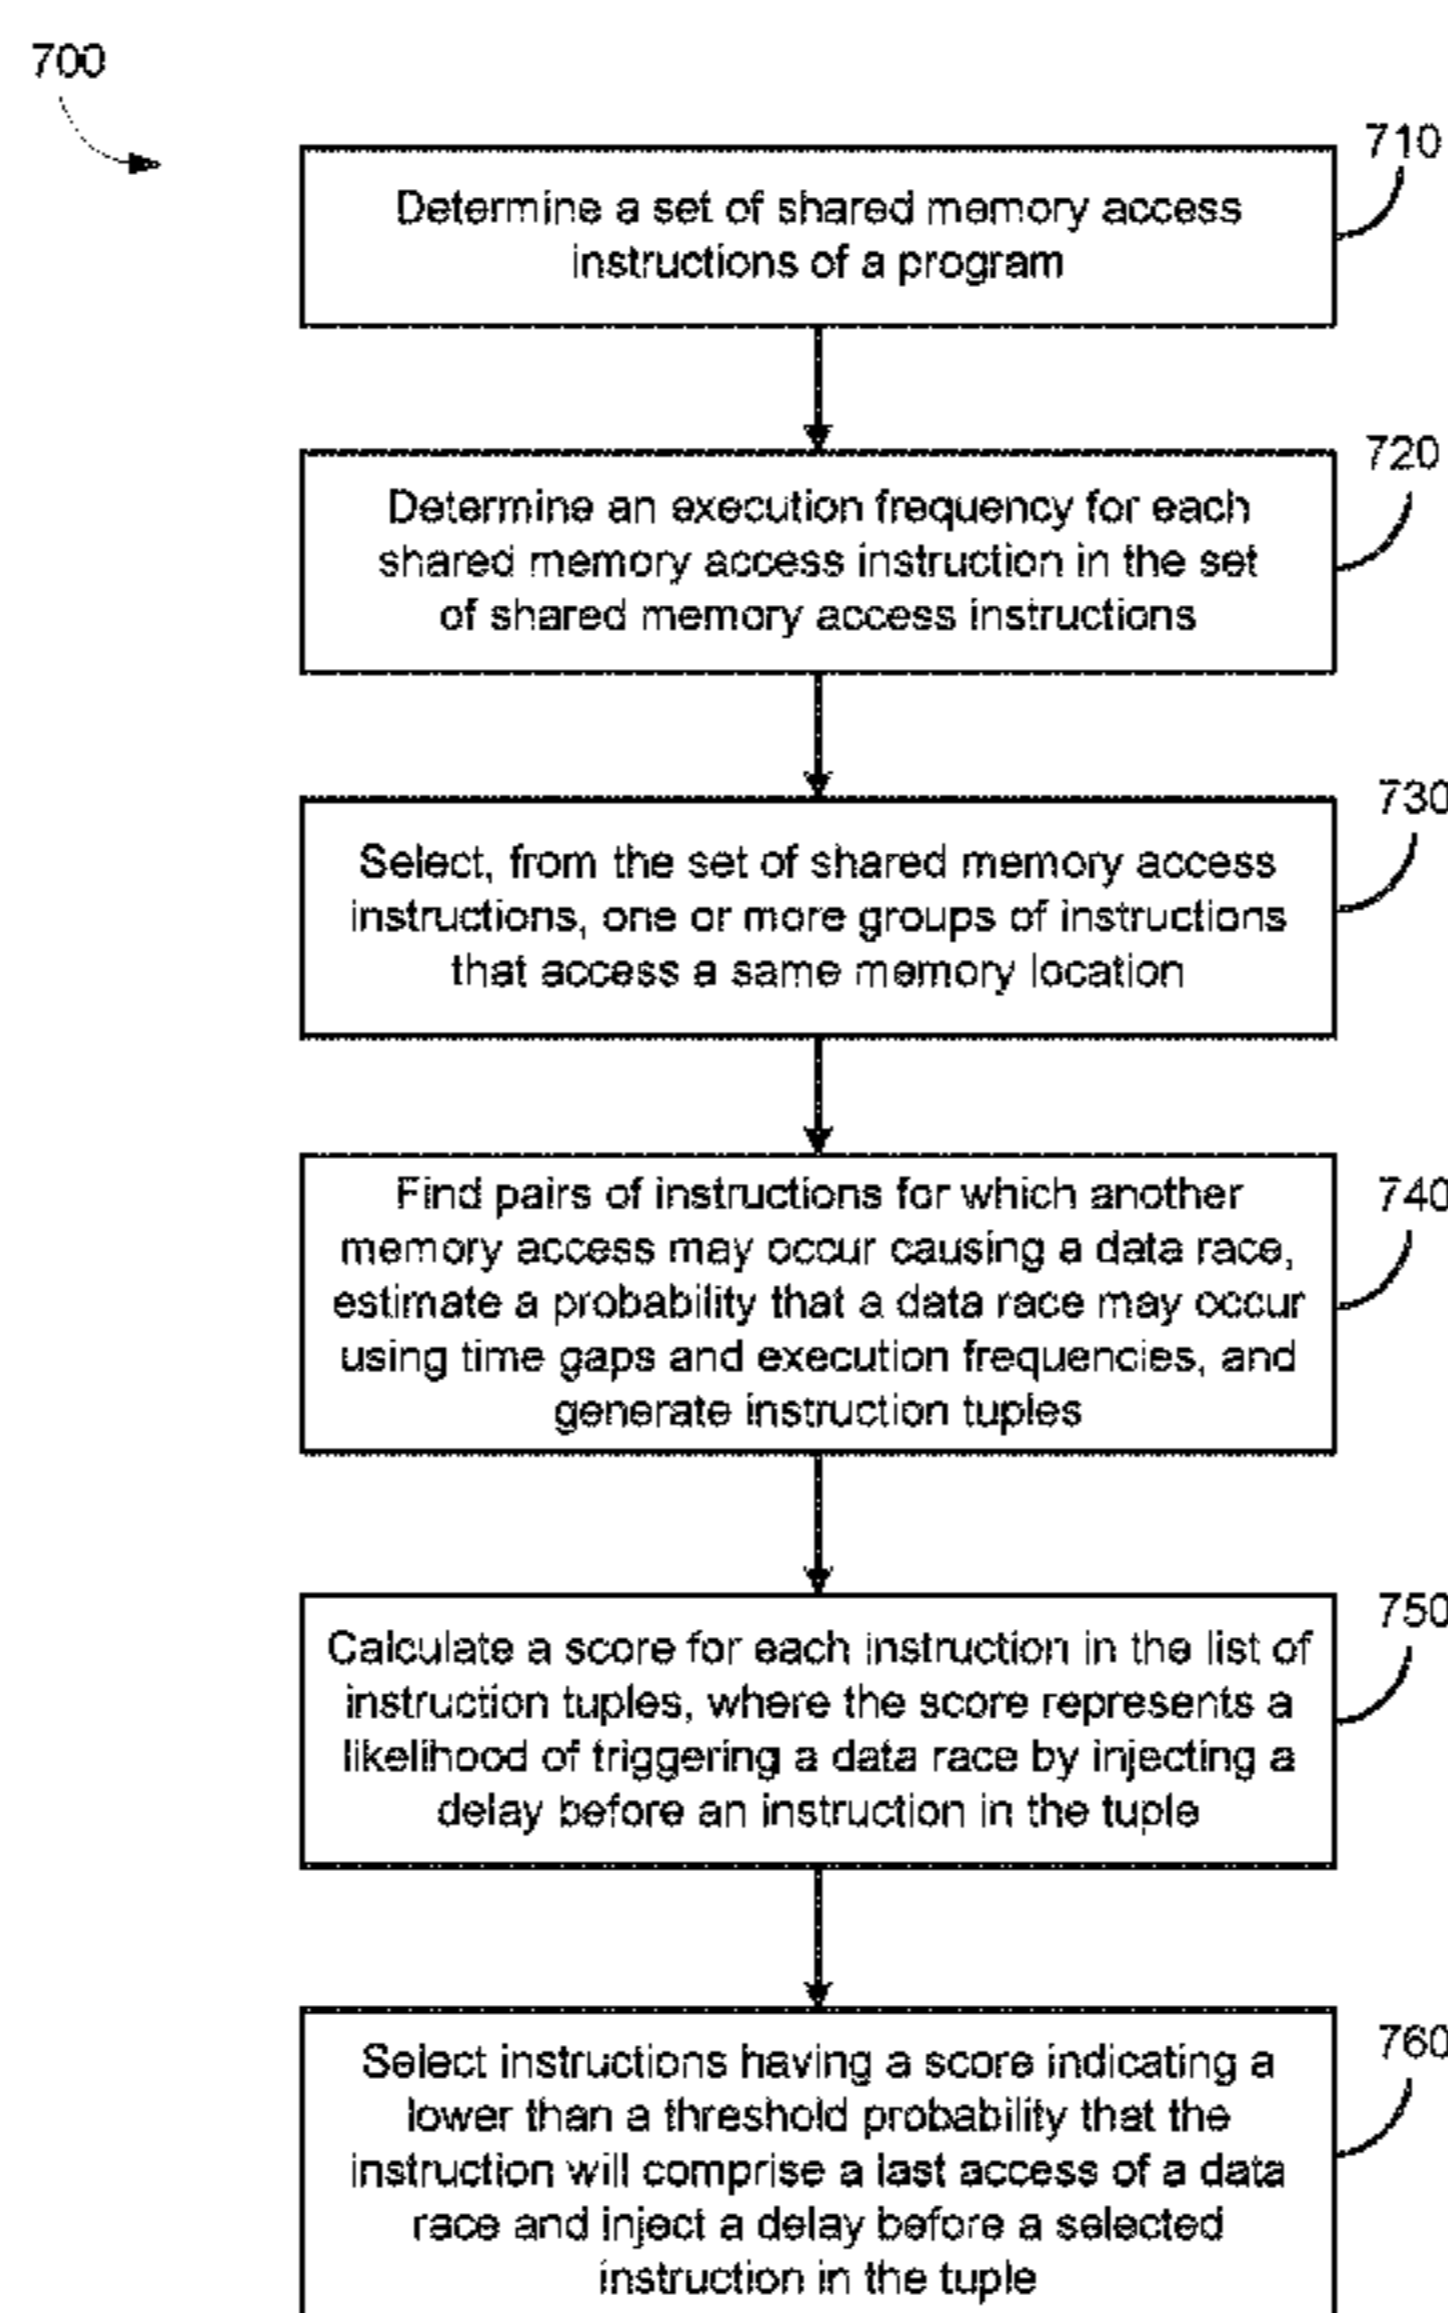 700
710
Determine a set of shared memory access
instructions of a program
720
Determine an execution frequency for each
shared memory access instruction in the set
of shared memory access instructions
730
Select, from the set of shared memory access
instructions, one or more groups of instructions
that access a same memory location
740
Find pairs of instructions for which another
memory access may occur causing a data race,
estimate a probability that a data race may occur
using time gaps and execution frequencies, and
generate instruction tuples
750
Calculate a score for each instruction in the list of
instruction tuples, where the score represents a
likelihood of triggering a data race by injecting a
delay before an instruction in the tuple
760
Select instructions having a score indicating a
lower than a threshold probability that the
instruction will comprise a last access of a data
race and inject a delay before a selected
instruction in the tuple